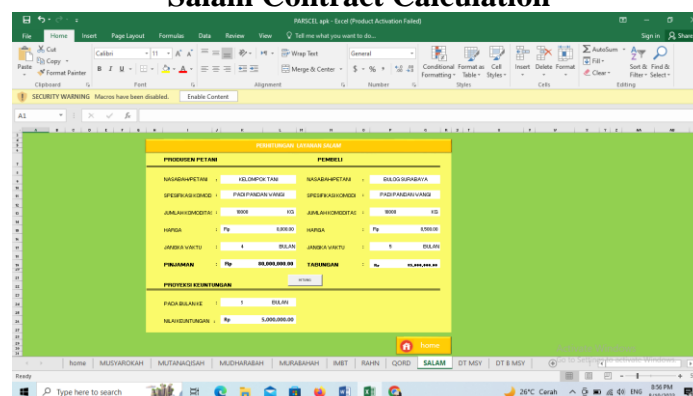 Salam Contract Calculation
PARSCEL apk - Excel (Product Activation Failed)
File Home Insert Page Layout Formulas Data Review View Tell me what you want to do... Sign in Share
Cut
Copy
Format Painter
Paste
Calibri 11
Wrap Text
Merge & Center
General
Conditional Formatting
Format as Table
Cell Styles
Insert Delete Format
AutoSum
Fill
Clear
Sort & Filter
Find & Select
Clipboard Font Alignment Number Styles Cells Editing
SECURITY WARNING Macros have been disabled. Enable Content
A1
PERHITUNGAN LAYANAN SALAM
PRODUSEN PETANI PEMBELI
NASABAH/PETANI : KELOMPOK TANI NASABAH/PETANI : BULOG SURABAYA
SPESIFIKASI KOMOD : PADI PANDAN WANGI SPESIFIKASI KOMODI : PADI PANDAN WANGI
JUMLAH KOMODITAS : 10000 KG JUMLAH KOMODITAS : 10000 KG
HARGA : Rp HARGA : Rp
JANGKA WAKTU : 4 BULAN JANGKA WAKTU : 5 BULAN
PINJAMAN : Rp 80,000,000.00 TABUNGAN :
PROYEKSI KEUNTUNGAN
PADA BULAN KE : 5 BULAN
NILAI KEUNTUNGAN : Rp 5,000,000.00
home
home MUSYAROKAH MUTANAQISAH MUDHARABAH MURABAHAH IMBT RAHN QORD SALAM DT MSY DT B MSY
Ready
Type here to search
26°C Cerah ENG 8:56 PM